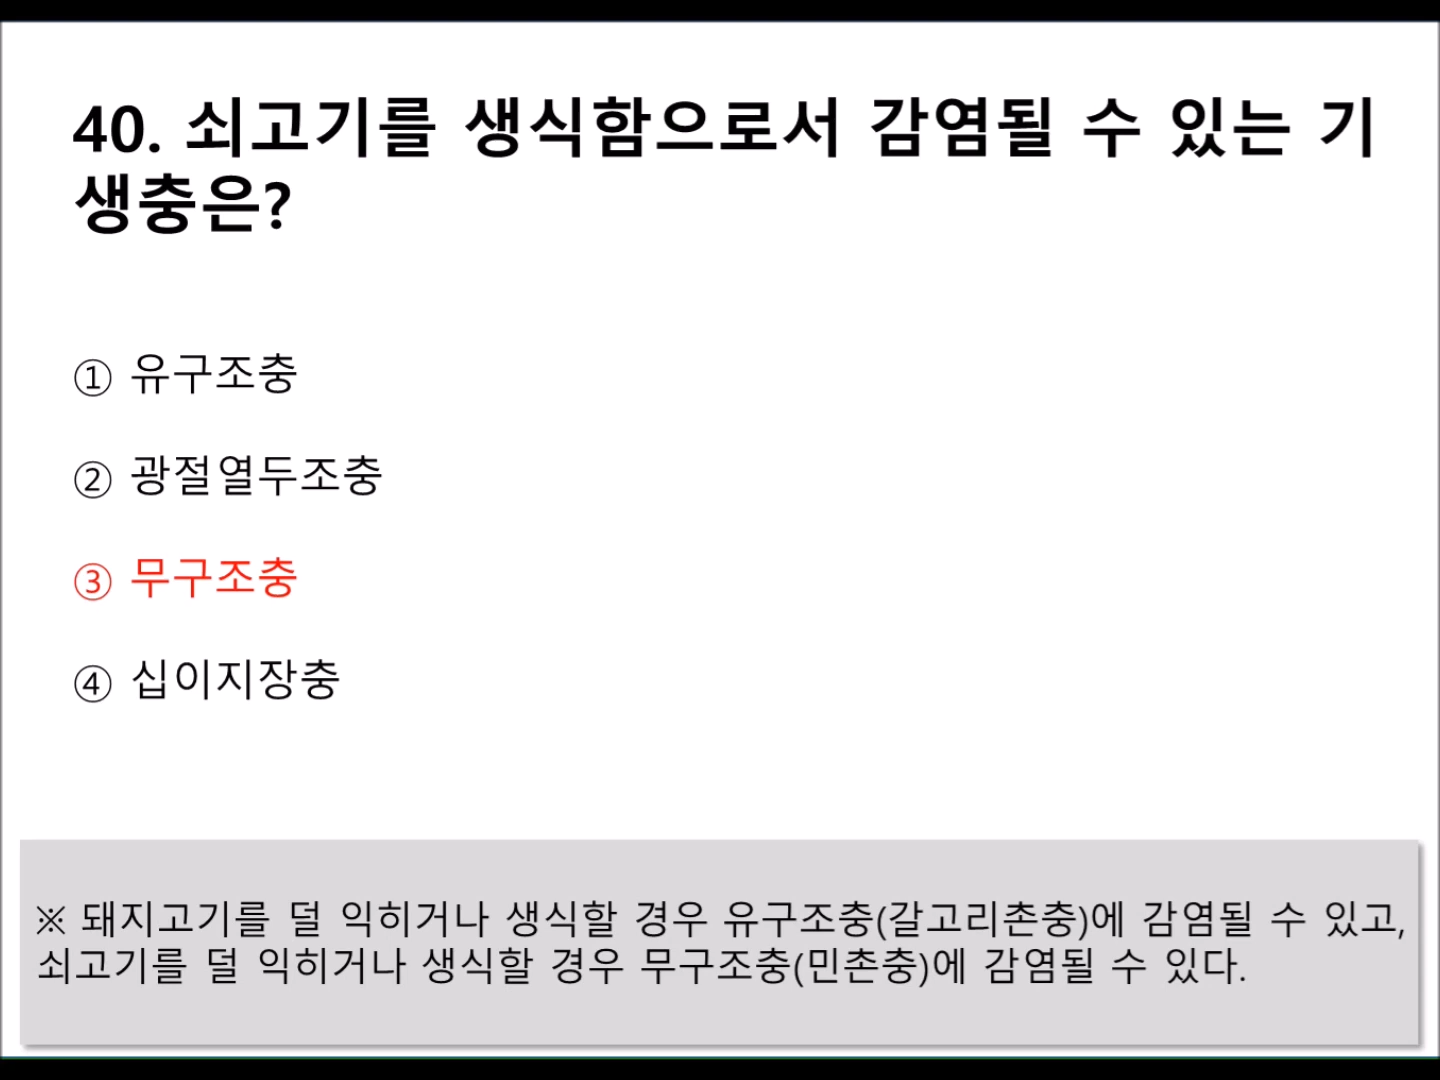 40. 쇠고기를 생식함으로서 감염될 수 있는 기
생충은?
① 유구조충
② 광절열두조충
③ 무구조충
④ 십이지장충
※ 돼지고기를 덜 익히거나 생식할 경우 유구조충(갈고리촌충)에 감염될 수 있고,
쇠고기를 덜 익히거나 생식할 경우 무구조충(민촌충)에 감염될 수 있다.